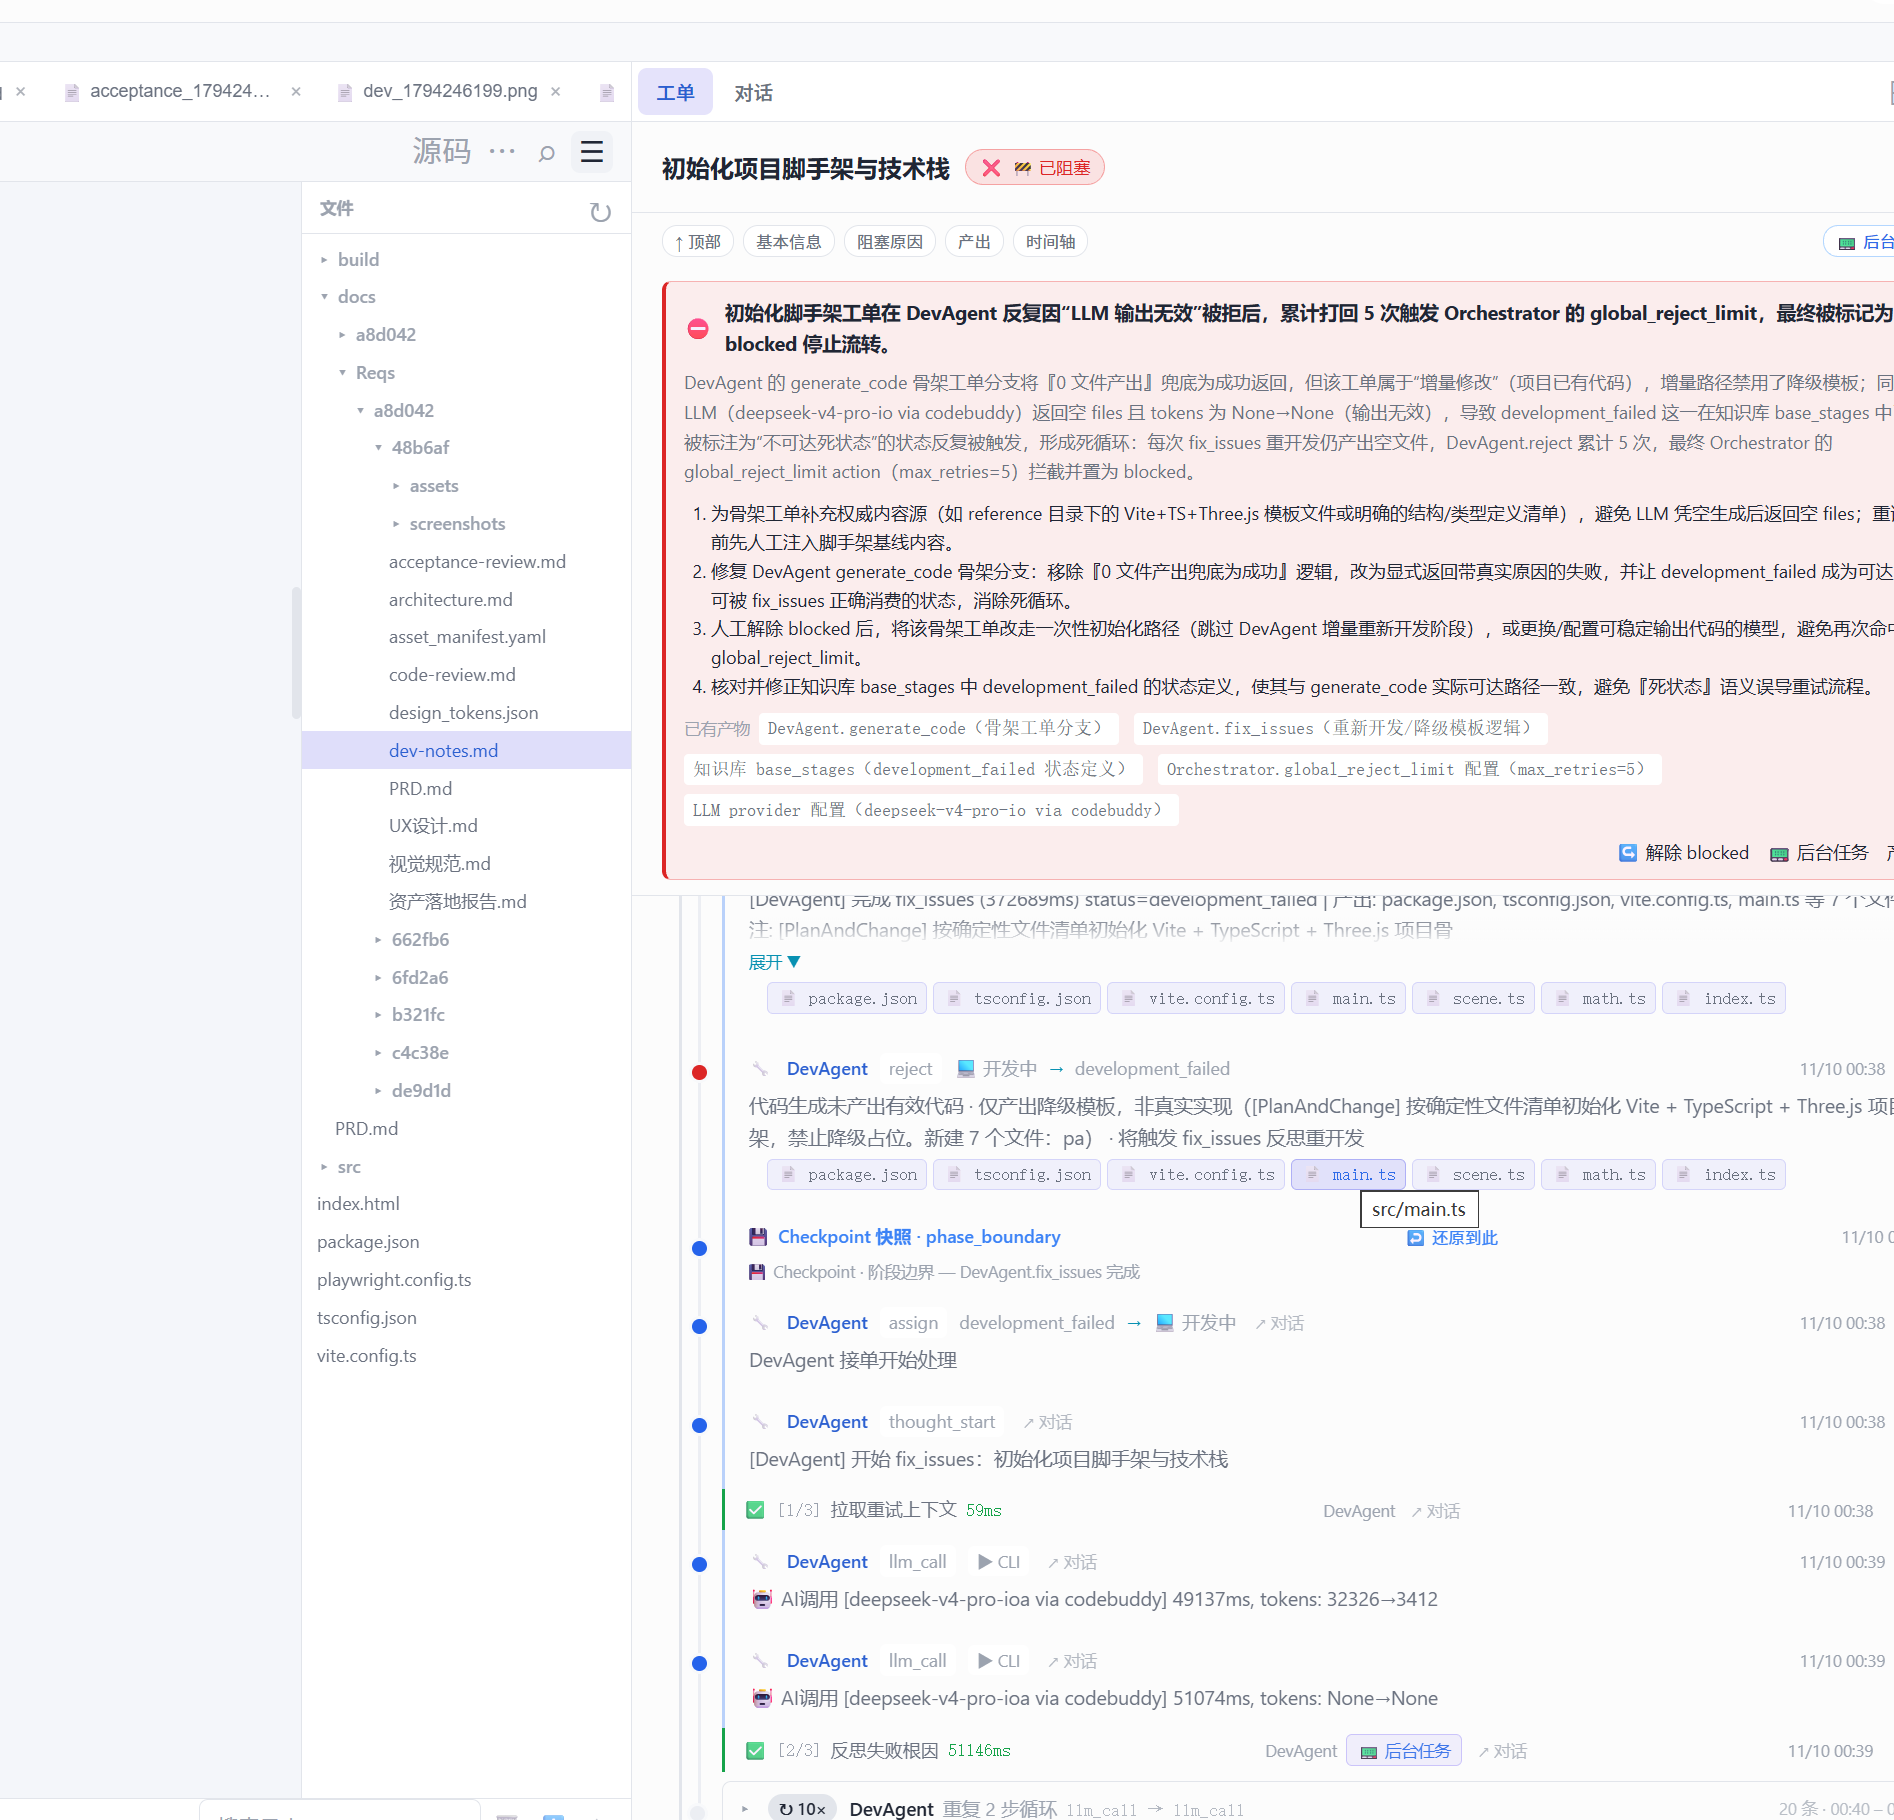 acceptance_179424...
dev_1794246199.png
工单
对话
源码
文件
build
docs
a8d042
Reqs
a8d042
48b6af
assets
screenshots
acceptance-review.md
architecture.md
asset_manifest.yaml
code-review.md
design_tokens.json
dev-notes.md
PRD.md
UX设计.md
视觉规范.md
资产落地报告.md
662fb6
6fd2a6
b321fc
c4c38e
de9d1d
PRD.md
src
index.html
package.json
playwright.config.ts
tsconfig.json
vite.config.ts
初始化项目脚手架与技术栈 ❌ 🚧 已阻塞
↑ 顶部 基本信息 阻塞原因 产出 时间轴 后台
初始化脚手架工单在 DevAgent 反复因“LLM 输出无效”被拒后，累计打回 5 次触发 Orchestrator 的 global_reject_limit，最终被标记为
blocked 停止流转。
DevAgent 的 generate_code 骨架工单分支将『0 文件产出』兜底为成功返回，但该工单属于“增量修改”（项目已有代码），增量路径禁用了降级模板；同
LLM（deepseek-v4-pro-io via codebuddy）返回空 files 且 tokens 为 None→None（输出无效），导致 development_failed 这一在知识库 base_stages 中
被标注为“不可达死状态”的状态反复被触发，形成死循环：每次 fix_issues 重开发仍产出空文件，DevAgent.reject 累计 5 次，最终 Orchestrator 的
global_reject_limit action（max_retries=5）拦截并置为 blocked。
1. 为骨架工单补充权威内容源（如 reference 目录下的 Vite+TS+Three.js 模板文件或明确的结构/类型定义清单），避免 LLM 凭空生成后返回空 files；重
前先人工注入脚手架基线内容。
2. 修复 DevAgent generate_code 骨架分支：移除『0 文件产出兜底为成功』逻辑，改为显式返回带真实原因的失败，并让 development_failed 成为可达
可被 fix_issues 正确消费的状态，消除死循环。
3. 人工解除 blocked 后，将该骨架工单改走一次性初始化路径（跳过 DevAgent 增量重新开发阶段），或更换/配置可稳定输出代码的模型，避免再次命中
global_reject_limit。
4. 核对并修正知识库 base_stages 中 development_failed 的状态定义，使其与 generate_code 实际可达路径一致，避免『死状态』语义误导重试流程。
已有产物 DevAgent.generate_code（骨架工单分支） DevAgent.fix_issues（重新开发/降级模板逻辑）
知识库 base_stages（development_failed 状态定义） Orchestrator.global_reject_limit 配置（max_retries=5）
LLM provider 配置（deepseek-v4-pro-io via codebuddy）
解除 blocked 后台任务
[DevAgent] 完成 fix_issues (372689ms) status=development_failed | 产出: package.json, tsconfig.json, vite.config.ts, main.ts 等 7 个文件
注: [PlanAndChange] 按确定性文件清单初始化 Vite + TypeScript + Three.js 项目骨
展开▼
package.json tsconfig.json vite.config.ts main.ts scene.ts math.ts index.ts
DevAgent reject 开发中 → development_failed 11/10 00:38
代码生成未产出有效代码 · 仅产出降级模板，非真实实现（[PlanAndChange] 按确定性文件清单初始化 Vite + TypeScript + Three.js 项目
架，禁止降级占位。新建 7 个文件：pa） · 将触发 fix_issues 反思重开发
package.json tsconfig.json vite.config.ts main.ts scene.ts math.ts index.ts
src/main.ts
Checkpoint 快照 · phase_boundary 还原到此 11/10
Checkpoint · 阶段边界 — DevAgent.fix_issues 完成
DevAgent assign development_failed → 开发中 ↗ 对话 11/10 00:38
DevAgent 接单开始处理
DevAgent thought_start ↗ 对话 11/10 00:38
[DevAgent] 开始 fix_issues：初始化项目脚手架与技术栈
[1/3] 拉取重试上下文 59ms DevAgent ↗ 对话 11/10 00:38
DevAgent llm_call ▶ CLI ↗ 对话 11/10 00:39
AI调用 [deepseek-v4-pro-ioa via codebuddy] 49137ms, tokens: 32326→3412
DevAgent llm_call ▶ CLI ↗ 对话 11/10 00:39
AI调用 [deepseek-v4-pro-ioa via codebuddy] 51074ms, tokens: None→None
[2/3] 反思失败根因 51146ms DevAgent 后台任务 ↗ 对话 11/10 00:39
↻ 10× DevAgent 重复 2 步循环 llm_call → llm_call 20 条 · 00:40 –